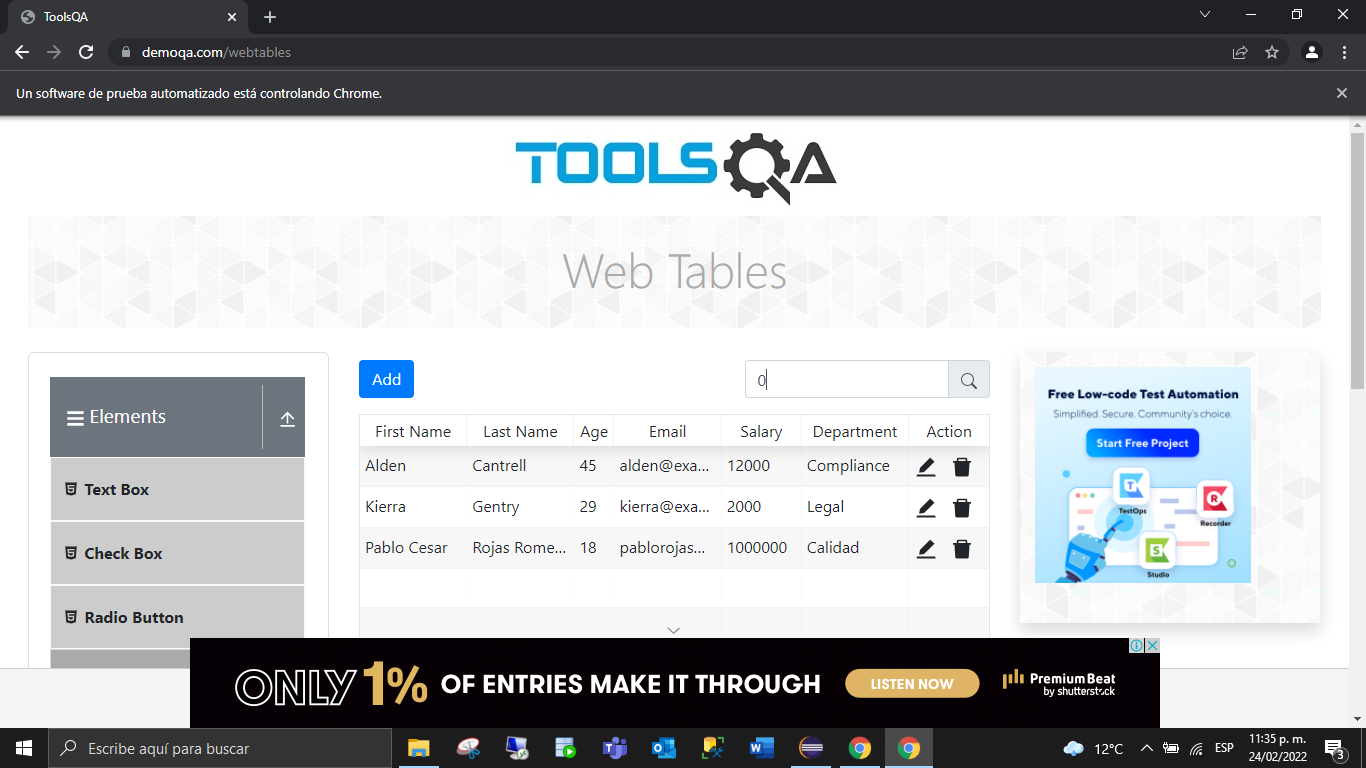 ToolsQA
demoqa.com/webtables
Un software de prueba automatizado está controlando Chrome.
TOOLSQA
Web Tables
Elements
Text Box
Check Box
Radio Button
Add
0
First Name Last Name Age Email Salary Department Action
Alden Cantrell 45 alden@exa... 12000 Compliance
Kierra Gentry 29 kierra@exa... 2000 Legal
Pablo Cesar Rojas Rome... 18 pablorojas... 1000000 Calidad
Free Low-code Test Automation
Simplified. Secure. Community's choice.
Start Free Project
TestOps
Recorder
Studio
ONLY 1% OF ENTRIES MAKE IT THROUGH
LISTEN NOW
PremiumBeat
by shutterstock
Escribe aquí para buscar
12°C
ESP
11:35 p. m.
24/02/2022
3